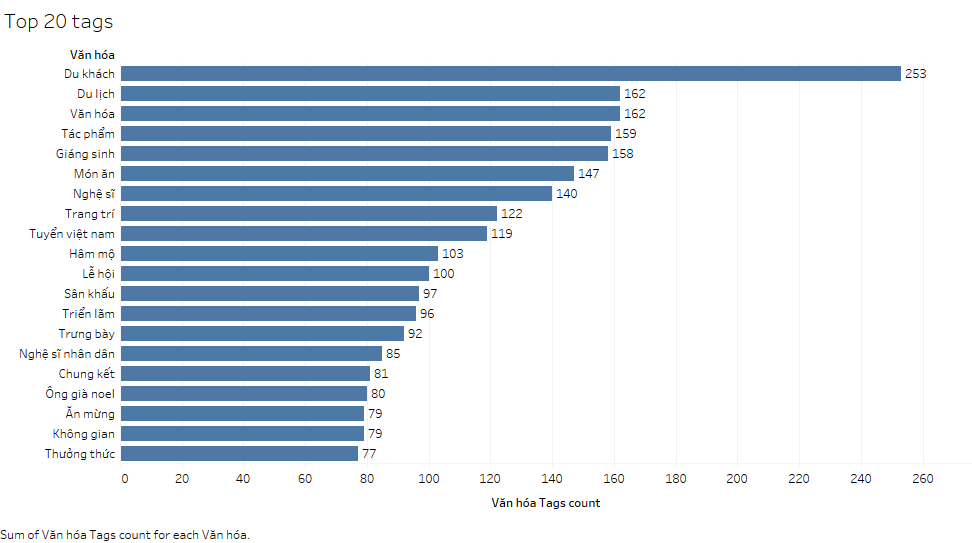 Top 20 tags
Văn hóa
Du khách 253
Du lịch 162
Văn hóa 162
Tác phẩm 159
Giáng sinh 158
Món ăn 147
Nghệ sĩ 140
Trang trí 122
Tuyển việt nam 119
Hâm mộ 103
Lễ hội 100
Sân khấu 97
Triển lãm 96
Trưng bày 92
Nghệ sĩ nhân dân 85
Chung kết 81
Ông già noel 80
Ăn mừng 79
Không gian 79
Thưởng thức 77
0 20 40 60 80 100 120 140 160 180 200 220 240 260
Văn hóa Tags count
Sum of Văn hóa Tags count for each Văn hóa.